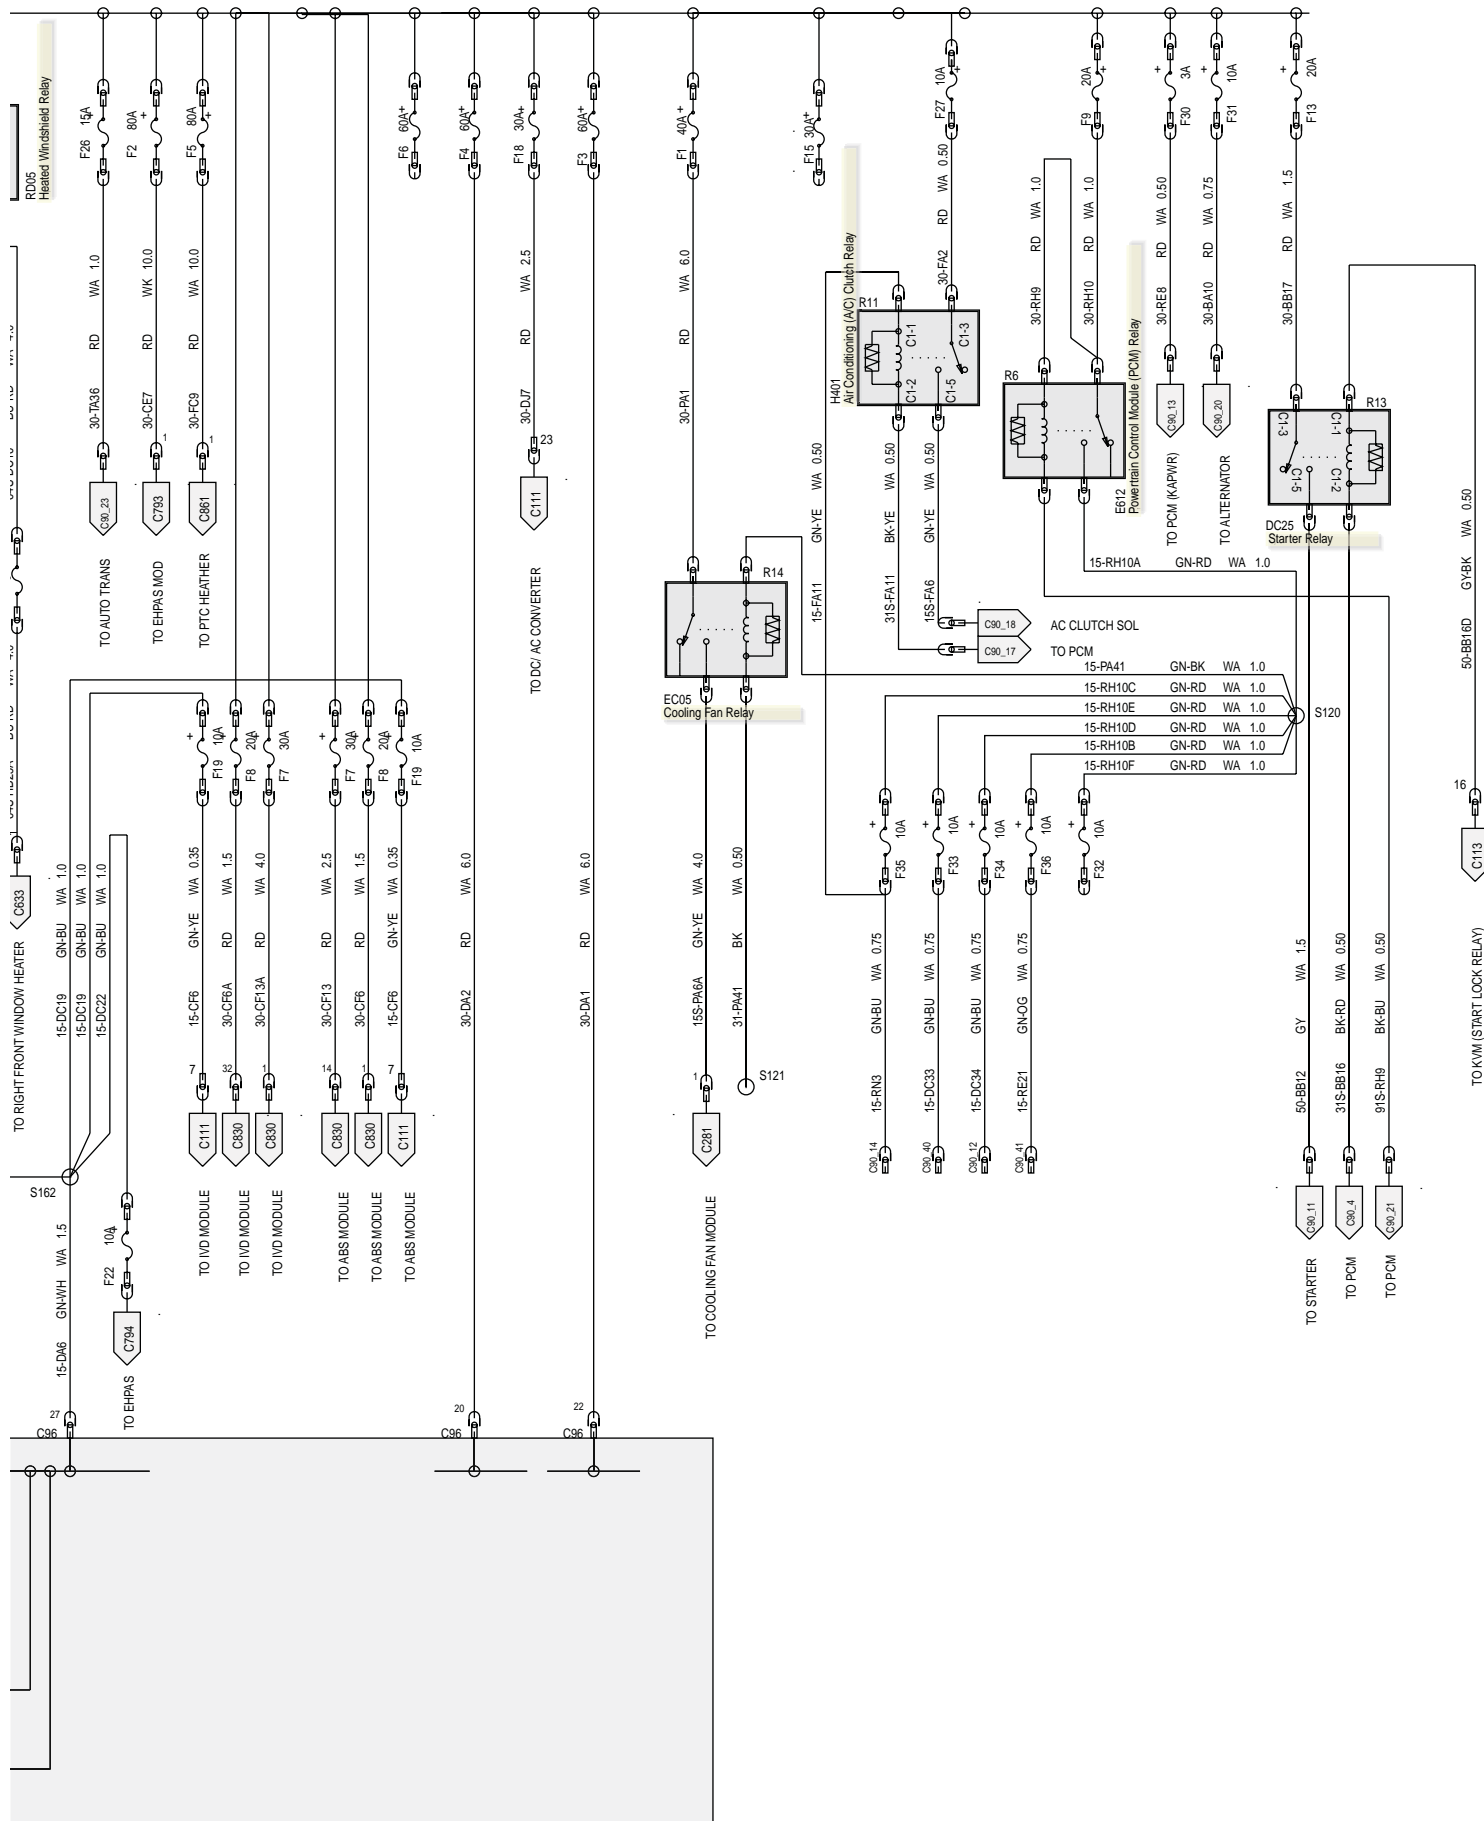 RD05
Heated Windshield Relay
15A
F26
80A
F2
80A
F5
60A
F6
60A
F4
30A
F18
60A
F3
40A
F1
30A
F15
10A
F27
20A
F9
3A
F30
10A
F31
20A
F13
30-TA36 RD WA 1.0
30-CE7 RD WK 10.0
30-FC9 RD WA 10.0
30-DJ7 RD WA 2.5
30-PA1 RD WA 6.0
30-FA2 RD WA 0.50
30-RH9 RD WA 1.0
30-RH10 RD WA 1.0
30-RE8 RD WA 0.50
30-BA10 RD WA 0.75
30-BB17 RD WA 1.5
R11
C1-1
C1-3
C1-2
C1-5
H401
Air Conditioning (A/C) Clutch Relay
R6
E612
Powertrain Control Module (PCM) Relay
R13
C1-3
C1-1
C1-5
C1-2
DC25
Starter Relay
1
1
23
C90_23
C793
C861
C111
C90_13
C90_20
TO AUTO TRANS
TO EHPAS MOD
TO PTC HEATHER
TO DC/ AC CONVERTER
TO PCM (KAPWR)
TO ALTERNATOR
15-FA11 GN-YE WA 0.50
31S-FA11 BK-YE WA 0.50
15S-FA6 GN-YE WA 0.50
50-BB16D GY-BK WA 0.50
15-RH10A GN-RD WA 1.0
R14
EC05
Cooling Fan Relay
C90_18 AC CLUTCH SOL
C90_17 TO PCM
15-PA41 GN-BK WA 1.0
15-RH10C GN-RD WA 1.0
15-RH10E GN-RD WA 1.0
15-RH10D GN-RD WA 1.0
15-RH10B GN-RD WA 1.0
15-RH10F GN-RD WA 1.0
S120
10A
F19
20A
F8
30A
F7
30A
F7
20A
F8
10A
F19
10A
F35
10A
F33
10A
F34
10A
F36
10A
F32
16
C113
TO KVM (START LOCK RELAY)
C633
TO RIGHT FRONT WINDOW HEATER
15-DC19 GN-BU WA 1.0
15-DC19 GN-BU WA 1.0
15-DC22 GN-BU WA 1.0
15-CF6 GN-YE WA 0.35
30-CF6A RD WA 1.5
30-CF13A RD WA 4.0
30-CF13 RD WA 2.5
30-CF6 RD WA 1.5
15-CF6 GN-YE WA 0.35
30-DA2 RD WA 6.0
30-DA1 RD WA 6.0
15S-PA6A GN-YE WA 4.0
31-PA41 BK WA 0.50
15-RN3 GN-BU WA 0.75
15-DC33 GN-BU WA 0.75
15-DC34 GN-BU WA 0.75
15-RE21 GN-OG WA 0.75
50-BB12 GY WA 1.5
31S-BB16 BK-RD WA 0.50
91S-RH9 BK-BU WA 0.50
7
32
1
14
1
7
1
S121
C111
C830
C830
C830
C830
C111
C281
C90_14
C90_40
C90_12
C90_41
C90_11
C90_4
C90_21
TO IVD MODULE
TO IVD MODULE
TO IVD MODULE
TO ABS MODULE
TO ABS MODULE
TO ABS MODULE
TO COOLING FAN MODULE
TO STARTER
TO PCM
TO PCM
S162
15-DA6 GN-WH WA 1.5
10A
F22
C794
TO EHPAS
27
C96
20
C96
22
C96